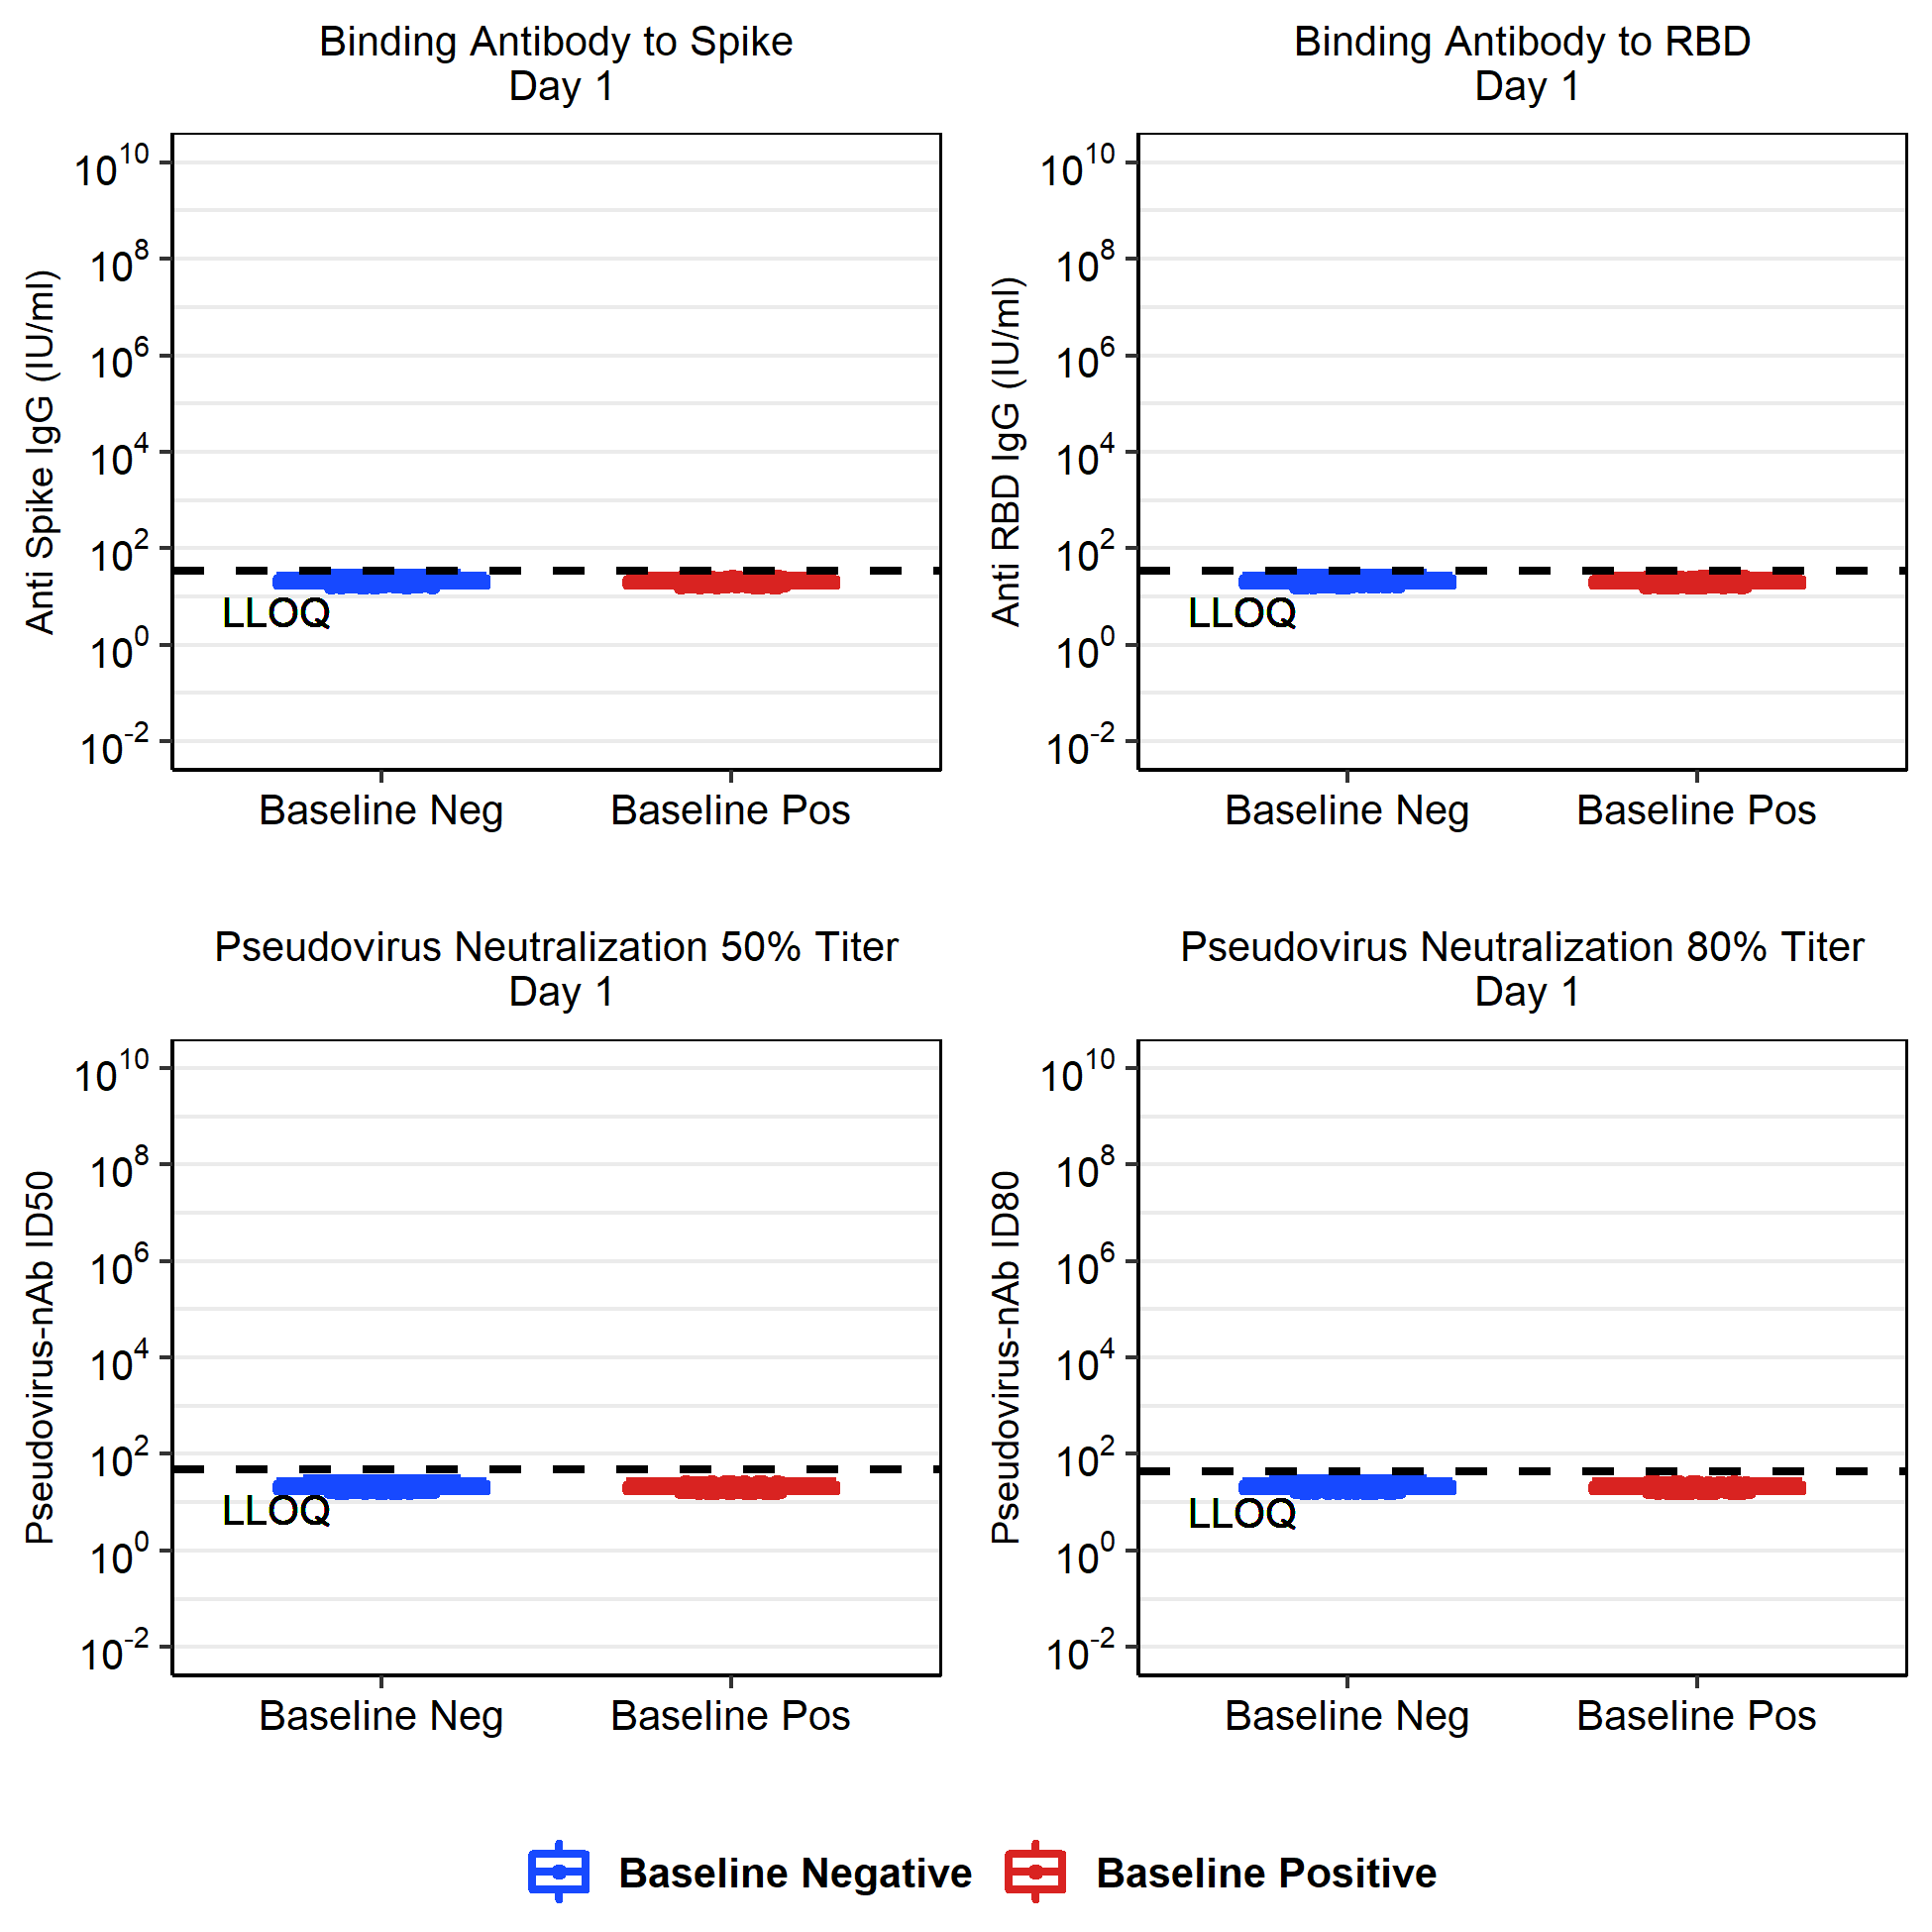 Binding Antibody to Spike
Day 1
Anti Spike IgG (IU/ml)
10^10
10^8
10^6
10^4
10^2
10^0
10^-2
LLOQ
Baseline Neg
Baseline Pos
Binding Antibody to RBD
Day 1
Anti RBD IgG (IU/ml)
10^10
10^8
10^6
10^4
10^2
10^0
10^-2
LLOQ
Baseline Neg
Baseline Pos
Pseudovirus Neutralization 50% Titer
Day 1
Pseudovirus-nAb ID50
10^10
10^8
10^6
10^4
10^2
10^0
10^-2
LLOQ
Baseline Neg
Baseline Pos
Pseudovirus Neutralization 80% Titer
Day 1
Pseudovirus-nAb ID80
10^10
10^8
10^6
10^4
10^2
10^0
10^-2
LLOQ
Baseline Neg
Baseline Pos
Baseline Negative
Baseline Positive